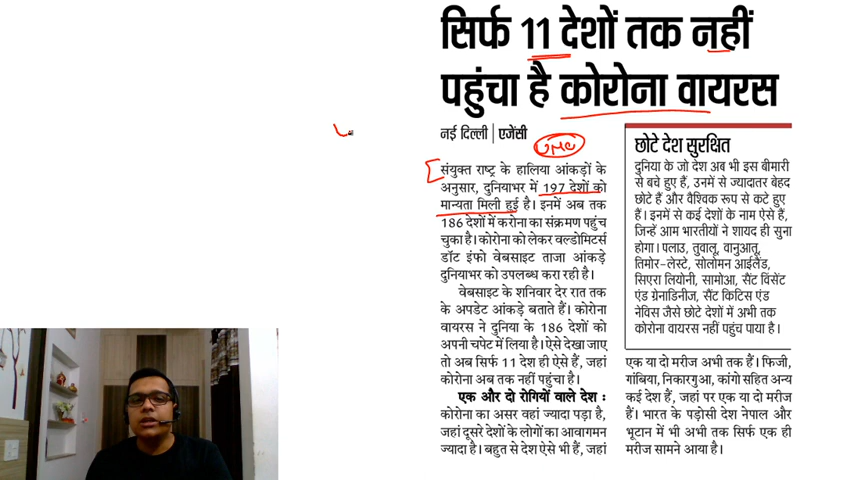 सिर्फ 11 देशों तक नहीं
पहुंचा है कोरोना वायरस
नई दिल्ली | एजेंसी
संयुक्त राष्ट्र के हालिया आंकड़ों के
अनुसार, दुनियाभर में 197 देशों को
मान्यता मिली हुई है। इनमें अब तक
186 देशों में करोना का संक्रमण पहुंच
चुका है। कोरोना को लेकर वर्ल्डोमिटर्स
डॉट इंफो वेबसाइट ताजा आंकड़े
दुनियाभर को उपलब्ध करा रही है।
वेबसाइट के शनिवार देर रात तक
के अपडेट आंकड़े बताते हैं। कोरोना
वायरस ने दुनिया के 186 देशों को
अपनी चपेट में लिया है। ऐसे देखा जाए
तो अब सिर्फ 11 देश ही ऐसे हैं, जहां
कोरोना अब तक नहीं पहुंचा है।
एक और दो रोगियों वाले देश :
कोरोना का असर वहां ज्यादा पड़ा है,
जहां दूसरे देशों के लोगों का आवागमन
ज्यादा है। बहुत से देश ऐसे भी हैं, जहां
छोटे देश सुरक्षित
दुनिया के जो देश अब भी इस बीमारी
से बचे हुए हैं, उनमें से ज्यादातर बेहद
छोटे हैं और वैश्विक रूप से कटे हुए
हैं। इनमें से कई देशों के नाम ऐसे हैं,
जिन्हें आम भारतीयों ने शायद ही सुना
होगा। पलाउ, तुवालू, वानुआतू,
तिमोर-लेस्टे, सोलोमन आईलैंड,
सिएरा लियोनी, सामोआ, सैंट विंसेंट
एंड ग्रेनाडिनीज, सैंट किटिस एंड
नेविस जैसे छोटे देशों में अभी तक
कोरोना वायरस नहीं पहुंच पाया है।
एक या दो मरीज अभी तक हैं। फिजी,
गांबिया, निकारगुआ, कांगो सहित अन्य
कई देश हैं, जहां पर एक या दो मरीज
हैं। भारत के पड़ोसी देश नेपाल और
भूटान में भी अभी तक सिर्फ एक ही
मरीज सामने आया है।